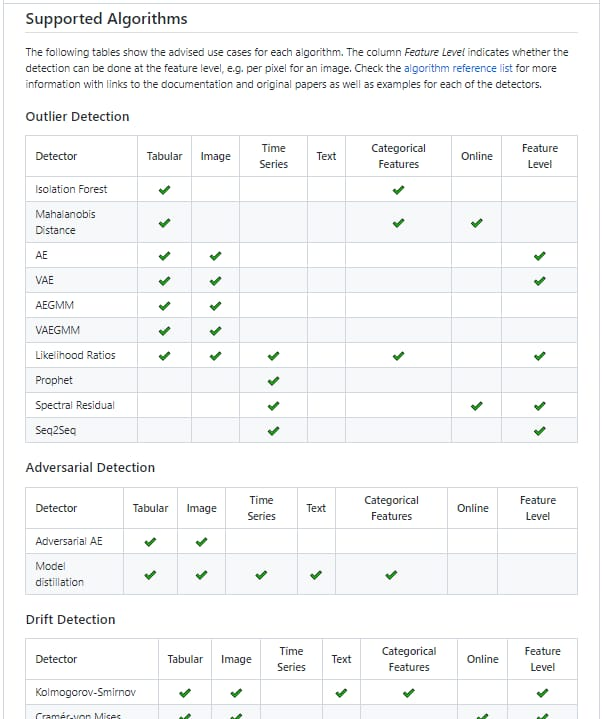 Supported Algorithms
The following tables show the advised use cases for each algorithm. The column Feature Level indicates whether the
detection can be done at the feature level, e.g. per pixel for an image. Check the algorithm reference list for more
information with links to the documentation and original papers as well as examples for each of the detectors.
Outlier Detection
Detector Tabular Image Time Series Text Categorical Features Online Feature Level
Isolation Forest ✔ ✔
Mahalanobis Distance ✔ ✔ ✔
AE ✔ ✔ ✔
VAE ✔ ✔ ✔
AEGMM ✔ ✔
VAEGMM ✔ ✔
Likelihood Ratios ✔ ✔ ✔ ✔ ✔
Prophet ✔
Spectral Residual ✔ ✔ ✔
Seq2Seq ✔ ✔
Adversarial Detection
Detector Tabular Image Time Series Text Categorical Features Online Feature Level
Adversarial AE ✔ ✔
Model distillation ✔ ✔ ✔ ✔ ✔
Drift Detection
Detector Tabular Image Time Series Text Categorical Features Online Feature Level
Kolmogorov-Smirnov ✔ ✔ ✔ ✔ ✔
Cramér-von Mises ✔ ✔ ✔ ✔